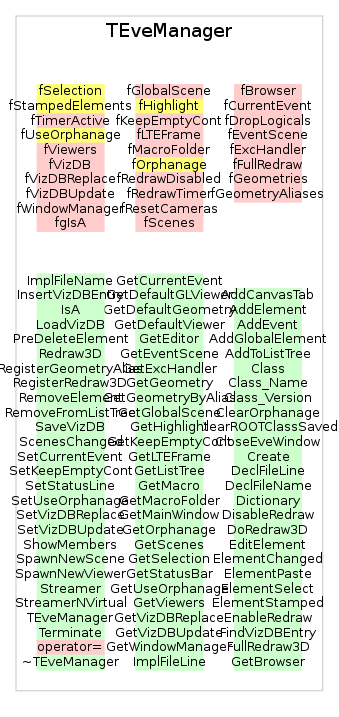 TEveManager
fSelection
fStampedElements
fTimerActive
fUseOrphanage
fViewers
fVizDB
fVizDBReplace
fVizDBUpdate
fWindowManager
fgIsA
fGlobalScene
fHighlight
fKeepEmptyCont
fLTEFrame
fMacroFolder
fOrphanage
fRedrawDisabled
fRedrawTimer
fResetCameras
fScenes
fBrowser
fCurrentEvent
fDropLogicals
fEventScene
fExcHandler
fFullRedraw
fGeometries
fGeometryAliases
ImplFileName
InsertVizDBEntry
IsA
LoadVizDB
PreDeleteElement
Redraw3D
RegisterGeometryAlias
RegisterRedraw3D
RemoveElement
RemoveFromListTree
SaveVizDB
ScenesChanged
SetCurrentEvent
SetKeepEmptyCont
SetStatusLine
SetUseOrphanage
SetVizDBReplace
SetVizDBUpdate
ShowMembers
SpawnNewScene
SpawnNewViewer
Streamer
StreamerNVirtual
TEveManager
Terminate
operator=
~TEveManager
GetCurrentEvent
GetDefaultGLViewer
GetDefaultGeometry
GetDefaultViewer
GetEditor
GetEventScene
GetExcHandler
GetGeometry
GetGeometryByAlias
GetGlobalScene
GetHighlight
GetKeepEmptyCont
GetLTEFrame
GetListTree
GetMacro
GetMacroFolder
GetMainWindow
GetOrphanage
GetScenes
GetSelection
GetStatusBar
GetUseOrphanage
GetViewers
GetVizDBReplace
GetVizDBUpdate
GetWindowManager
ImplFileLine
AddCanvasTab
AddElement
AddEvent
AddGlobalElement
AddToListTree
Class
Class_Name
Class_Version
ClearOrphanage
ClearROOTClassSaved
CloseEveWindow
Create
DeclFileLine
DeclFileName
Dictionary
DisableRedraw
DoRedraw3D
EditElement
ElementChanged
ElementPaste
ElementSelect
ElementStamped
EnableRedraw
FindVizDBEntry
FullRedraw3D
GetBrowser